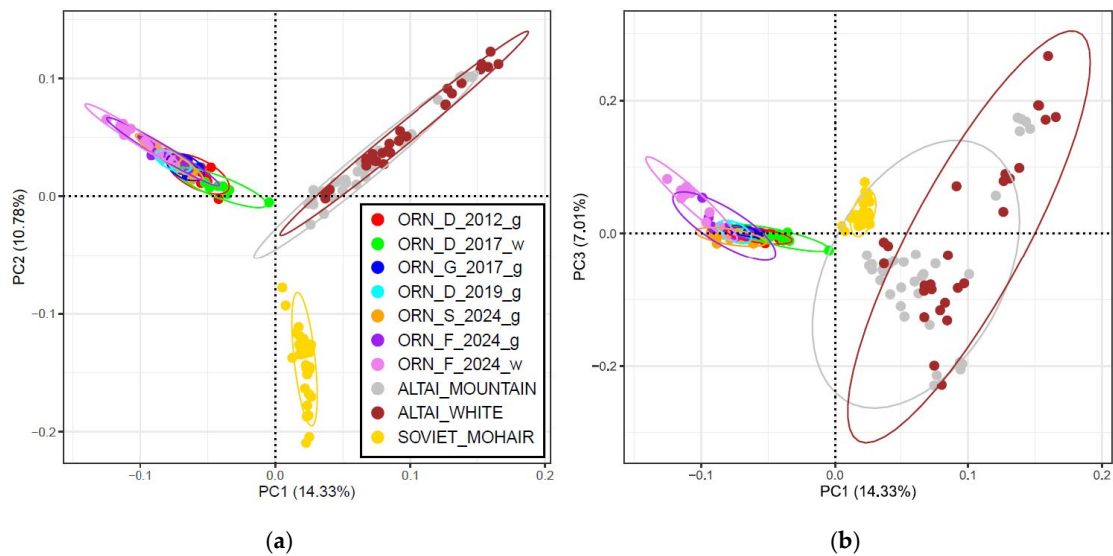 0.1
0.0
−0.1
−0.2
PC2 (10.78%)
−0.1
0.0
0.1
0.2
PC1 (14.33%)
ORN_D_2012_g
ORN_D_2017_w
ORN_G_2017_g
ORN_D_2019_g
ORN_S_2024_g
ORN_F_2024_g
ORN_F_2024_w
ALTAI_MOUNTAIN
ALTAI_WHITE
SOVIET_MOHAIR
(a)
0.2
0.0
−0.2
PC3 (7.01%)
−0.1
0.0
0.1
0.2
PC1 (14.33%)
(b)